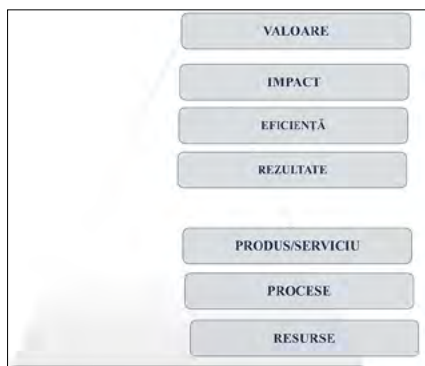 VALOARE
IMPACT
EFICIENȚĂ
REZULTATE
PRODUS/SERVICIU
PROCESE
RESURSE